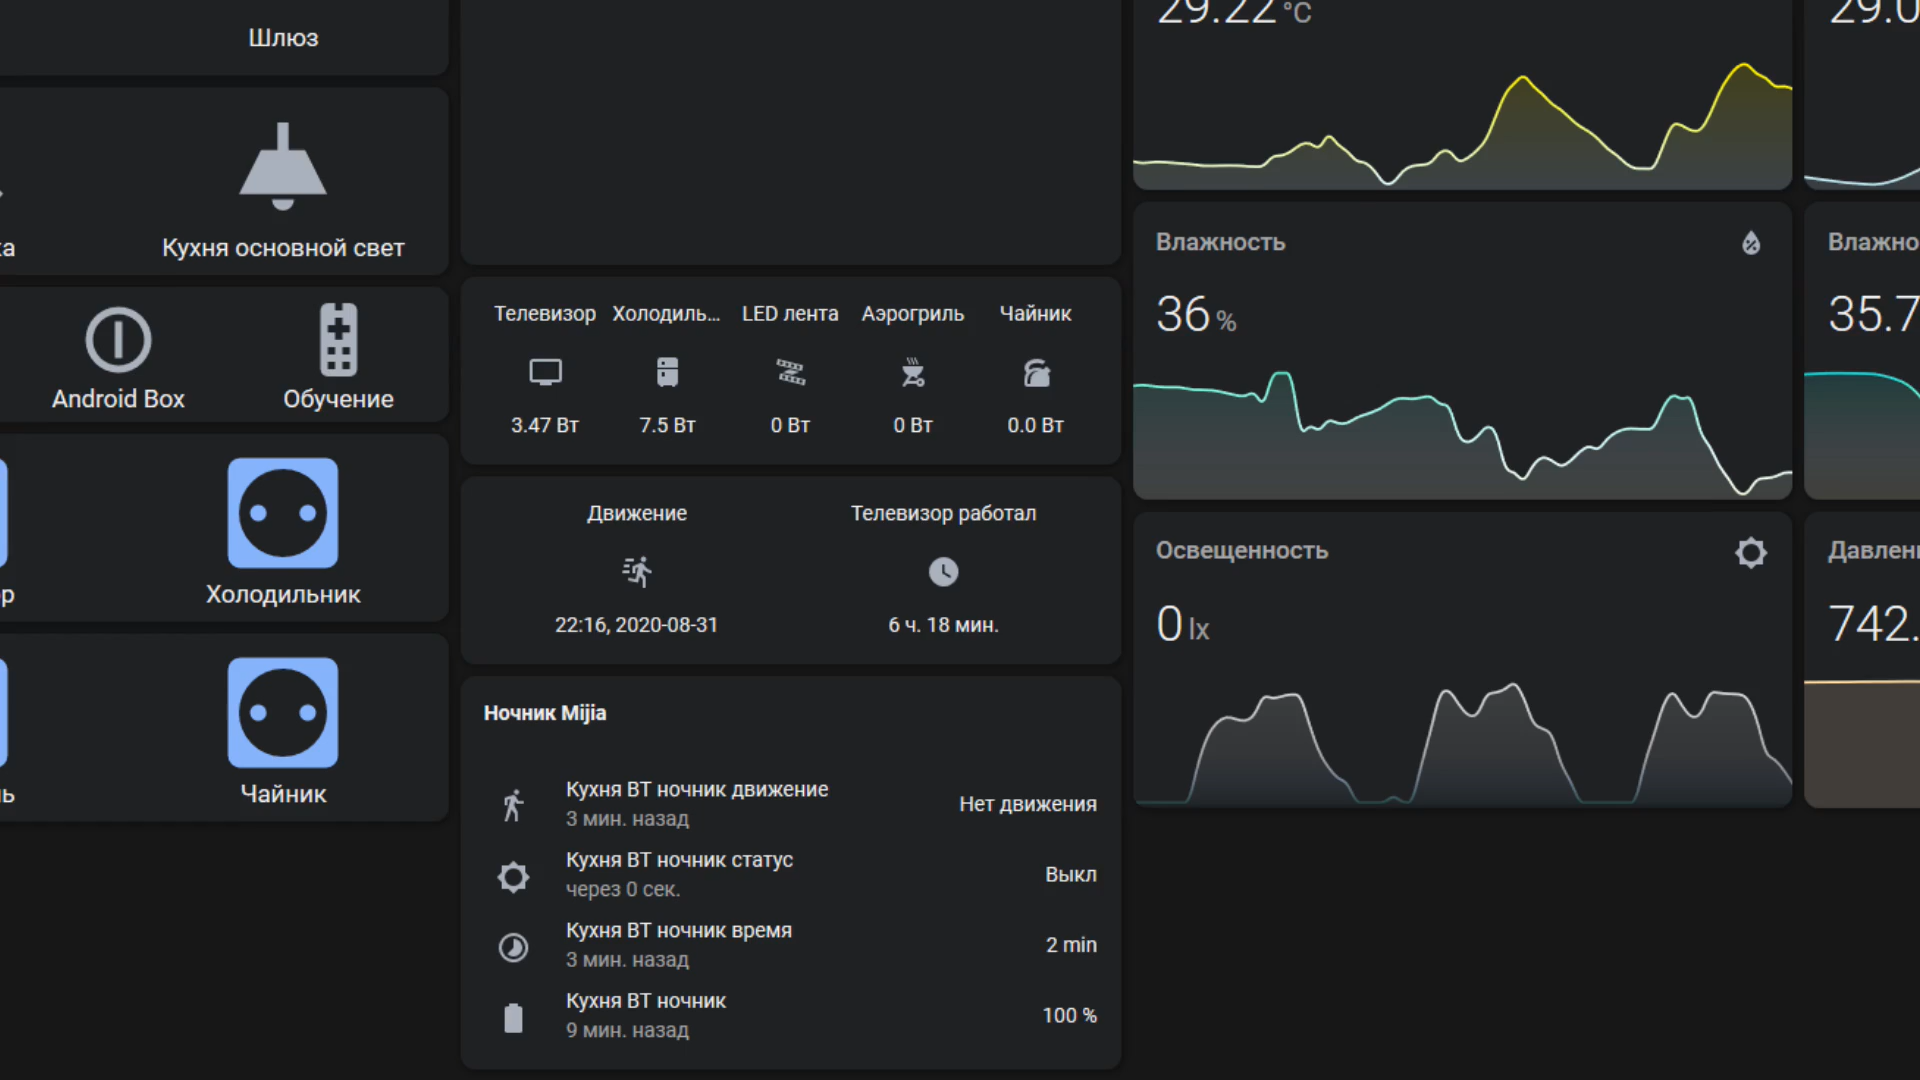 Шлюз
Кухня основной свет
Android Box
Обучение
Холодильник
Чайник
Телевизор Холодиль... LED лента Аэрогриль Чайник
3.47 Вт 7.5 Вт 0 Вт 0 Вт 0.0 Вт
Движение Телевизор работал
22:16, 2020-08-31 6 ч. 18 мин.
Ночник Mijia
Кухня BT ночник движение
3 мин. назад
Нет движения
Кухня BT ночник статус
через 0 сек.
Выкл
Кухня BT ночник время
3 мин. назад
2 min
Кухня BT ночник
9 мин. назад
100 %
29.22 °C
Влажность
36 %
Освещенность
0 lx
29.0
Влажно
35.7
Давлен
742.